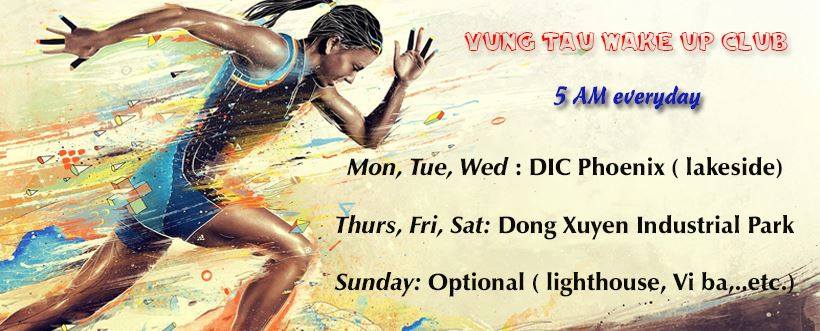 VUNG TAU WAKE UP CLUB
5 AM everyday
Mon, Tue, Wed : DIC Phoenix ( lakeside)
Thurs, Fri, Sat: Dong Xuyen Industrial Park
Sunday: Optional ( lighthouse, Vi ba,..etc.)